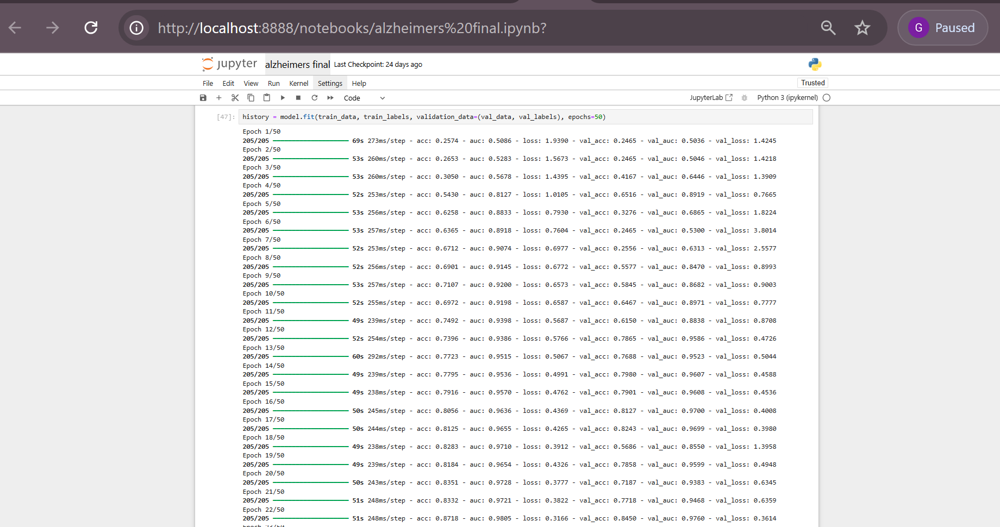 http://localhost:8888/notebooks/alzheimers%20final.ipynb?
G Paused
jupyter alzheimers final Last Checkpoint: 24 days ago
File Edit View Run Kernel Settings Help
Trusted
Code
JupyterLab Python 3 (ipykernel)
[47]: history = model.fit(train_data, train_labels, validation_data=(val_data, val_labels), epochs=50)
Epoch 1/50
205/205 69s 273ms/step - acc: 0.2574 - auc: 0.5086 - loss: 1.9390 - val_acc: 0.2465 - val_auc: 0.5036 - val_loss: 1.4245
Epoch 2/50
205/205 53s 260ms/step - acc: 0.2653 - auc: 0.5283 - loss: 1.5673 - val_acc: 0.2465 - val_auc: 0.5046 - val_loss: 1.4218
Epoch 3/50
205/205 53s 260ms/step - acc: 0.3050 - auc: 0.5678 - loss: 1.4395 - val_acc: 0.4167 - val_auc: 0.6446 - val_loss: 1.3909
Epoch 4/50
205/205 52s 253ms/step - acc: 0.5430 - auc: 0.8127 - loss: 1.0105 - val_acc: 0.6516 - val_auc: 0.8919 - val_loss: 0.7665
Epoch 5/50
205/205 53s 256ms/step - acc: 0.6258 - auc: 0.8833 - loss: 0.7930 - val_acc: 0.3276 - val_auc: 0.6865 - val_loss: 1.8224
Epoch 6/50
205/205 53s 257ms/step - acc: 0.6365 - auc: 0.8918 - loss: 0.7604 - val_acc: 0.2465 - val_auc: 0.5300 - val_loss: 3.8014
Epoch 7/50
205/205 52s 253ms/step - acc: 0.6712 - auc: 0.9074 - loss: 0.6977 - val_acc: 0.2556 - val_auc: 0.6313 - val_loss: 2.5577
Epoch 8/50
205/205 52s 256ms/step - acc: 0.6901 - auc: 0.9145 - loss: 0.6772 - val_acc: 0.5577 - val_auc: 0.8470 - val_loss: 0.8993
Epoch 9/50
205/205 53s 257ms/step - acc: 0.7107 - auc: 0.9200 - loss: 0.6573 - val_acc: 0.5845 - val_auc: 0.8682 - val_loss: 0.9003
Epoch 10/50
205/205 52s 255ms/step - acc: 0.6972 - auc: 0.9198 - loss: 0.6587 - val_acc: 0.6467 - val_auc: 0.8971 - val_loss: 0.7777
Epoch 11/50
205/205 49s 239ms/step - acc: 0.7492 - auc: 0.9398 - loss: 0.5687 - val_acc: 0.6150 - val_auc: 0.8838 - val_loss: 0.8708
Epoch 12/50
205/205 52s 254ms/step - acc: 0.7396 - auc: 0.9386 - loss: 0.5766 - val_acc: 0.7865 - val_auc: 0.9586 - val_loss: 0.4726
Epoch 13/50
205/205 60s 292ms/step - acc: 0.7723 - auc: 0.9515 - loss: 0.5067 - val_acc: 0.7688 - val_auc: 0.9523 - val_loss: 0.5044
Epoch 14/50
205/205 49s 239ms/step - acc: 0.7795 - auc: 0.9536 - loss: 0.4991 - val_acc: 0.7980 - val_auc: 0.9607 - val_loss: 0.4588
Epoch 15/50
205/205 49s 238ms/step - acc: 0.7916 - auc: 0.9570 - loss: 0.4762 - val_acc: 0.7901 - val_auc: 0.9608 - val_loss: 0.4536
Epoch 16/50
205/205 50s 245ms/step - acc: 0.8056 - auc: 0.9636 - loss: 0.4369 - val_acc: 0.8127 - val_auc: 0.9700 - val_loss: 0.4008
Epoch 17/50
205/205 50s 244ms/step - acc: 0.8125 - auc: 0.9655 - loss: 0.4265 - val_acc: 0.8243 - val_auc: 0.9699 - val_loss: 0.3980
Epoch 18/50
205/205 49s 238ms/step - acc: 0.8283 - auc: 0.9710 - loss: 0.3912 - val_acc: 0.5686 - val_auc: 0.8550 - val_loss: 1.3958
Epoch 19/50
205/205 49s 239ms/step - acc: 0.8184 - auc: 0.9654 - loss: 0.4326 - val_acc: 0.7858 - val_auc: 0.9599 - val_loss: 0.4948
Epoch 20/50
205/205 50s 243ms/step - acc: 0.8351 - auc: 0.9728 - loss: 0.3777 - val_acc: 0.7187 - val_auc: 0.9383 - val_loss: 0.6345
Epoch 21/50
205/205 51s 248ms/step - acc: 0.8332 - auc: 0.9721 - loss: 0.3822 - val_acc: 0.7718 - val_auc: 0.9468 - val_loss: 0.6359
Epoch 22/50
205/205 51s 248ms/step - acc: 0.8718 - auc: 0.9805 - loss: 0.3166 - val_acc: 0.8450 - val_auc: 0.9760 - val_loss: 0.3614